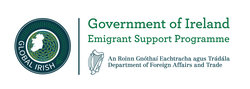 GLOBAL IRISH
Government of Ireland
Emigrant Support Programme
An Roinn Gnóthaí Eachtracha agus Trádála
Department of Foreign Affairs and Trade